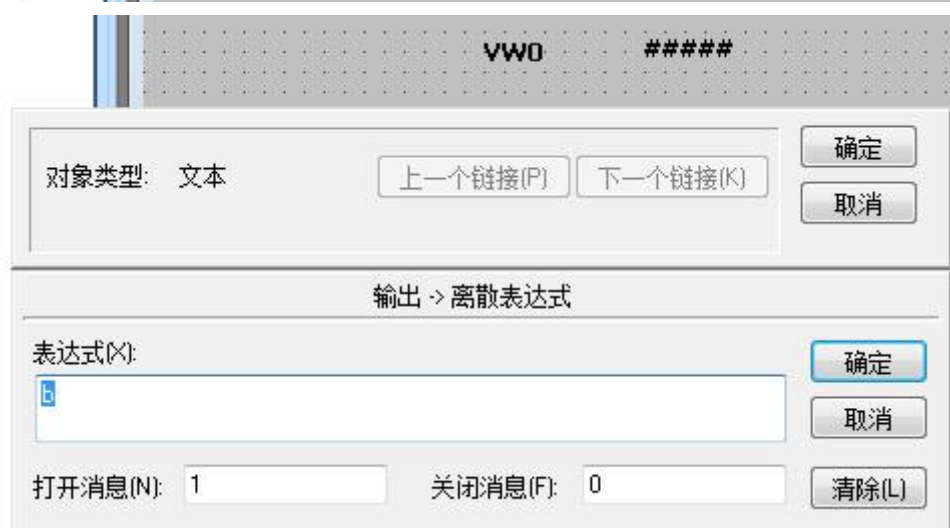 VW0 #####
对象类型: 文本 上一个链接(P) 下一个链接(K) 确定
取消
输出 -> 离散表达式
表达式(X): 确定
b
取消
打开消息(N): 1 关闭消息(F): 0 清除(L)